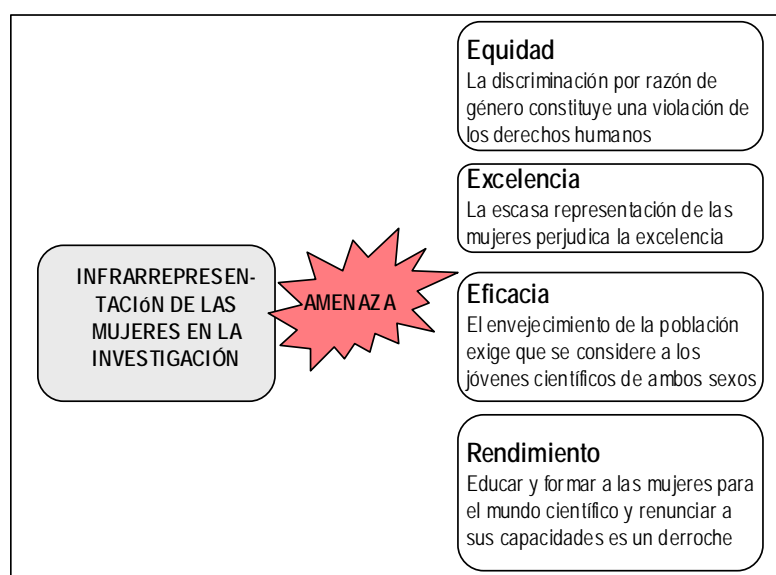 Equidad
La discriminación por razón de
género constituye una violación de
los derechos humanos
Excelencia
La escasa representación de las
mujeres perjudica la excelencia
INFRARREPRESEN-
TACIóN DE LAS
MUJERES EN LA
INVESTIGACIÓN
AMENAZA
Eficacia
El envejecimiento de la población
exige que se considere a los
jóvenes científicos de ambos sexos
Rendimiento
Educar y formar a las mujeres para
el mundo científico y renunciar a
sus capacidades es un derroche